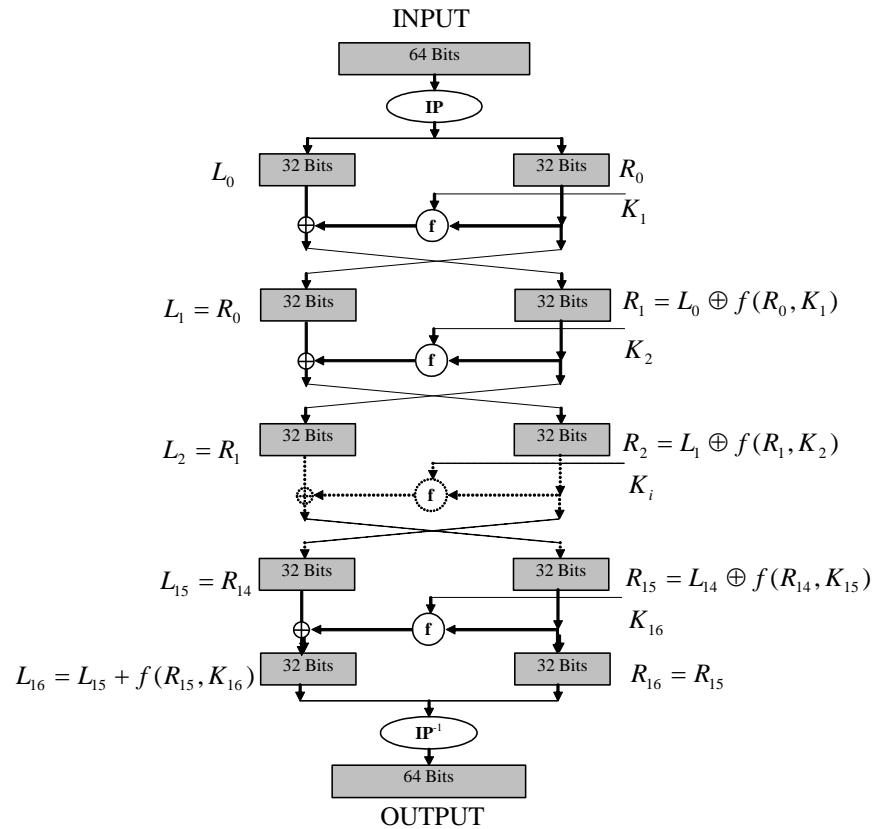 INPUT
64 Bits
IP
L₀
32 Bits
32 Bits
R₀
K₁
f
L₁ = R₀
32 Bits
32 Bits
R₁ = L₀ ⊕ f(R₀, K₁)
K₂
f
L₂ = R₁
32 Bits
32 Bits
R₂ = L₁ ⊕ f(R₁, K₂)
Kᵢ
f
L₁₅ = R₁₄
32 Bits
32 Bits
R₁₅ = L₁₄ ⊕ f(R₁₄, K₁₅)
K₁₆
f
L₁₆ = L₁₅ + f(R₁₅, K₁₆)
32 Bits
32 Bits
R₁₆ = R₁₅
IP⁻¹
64 Bits
OUTPUT